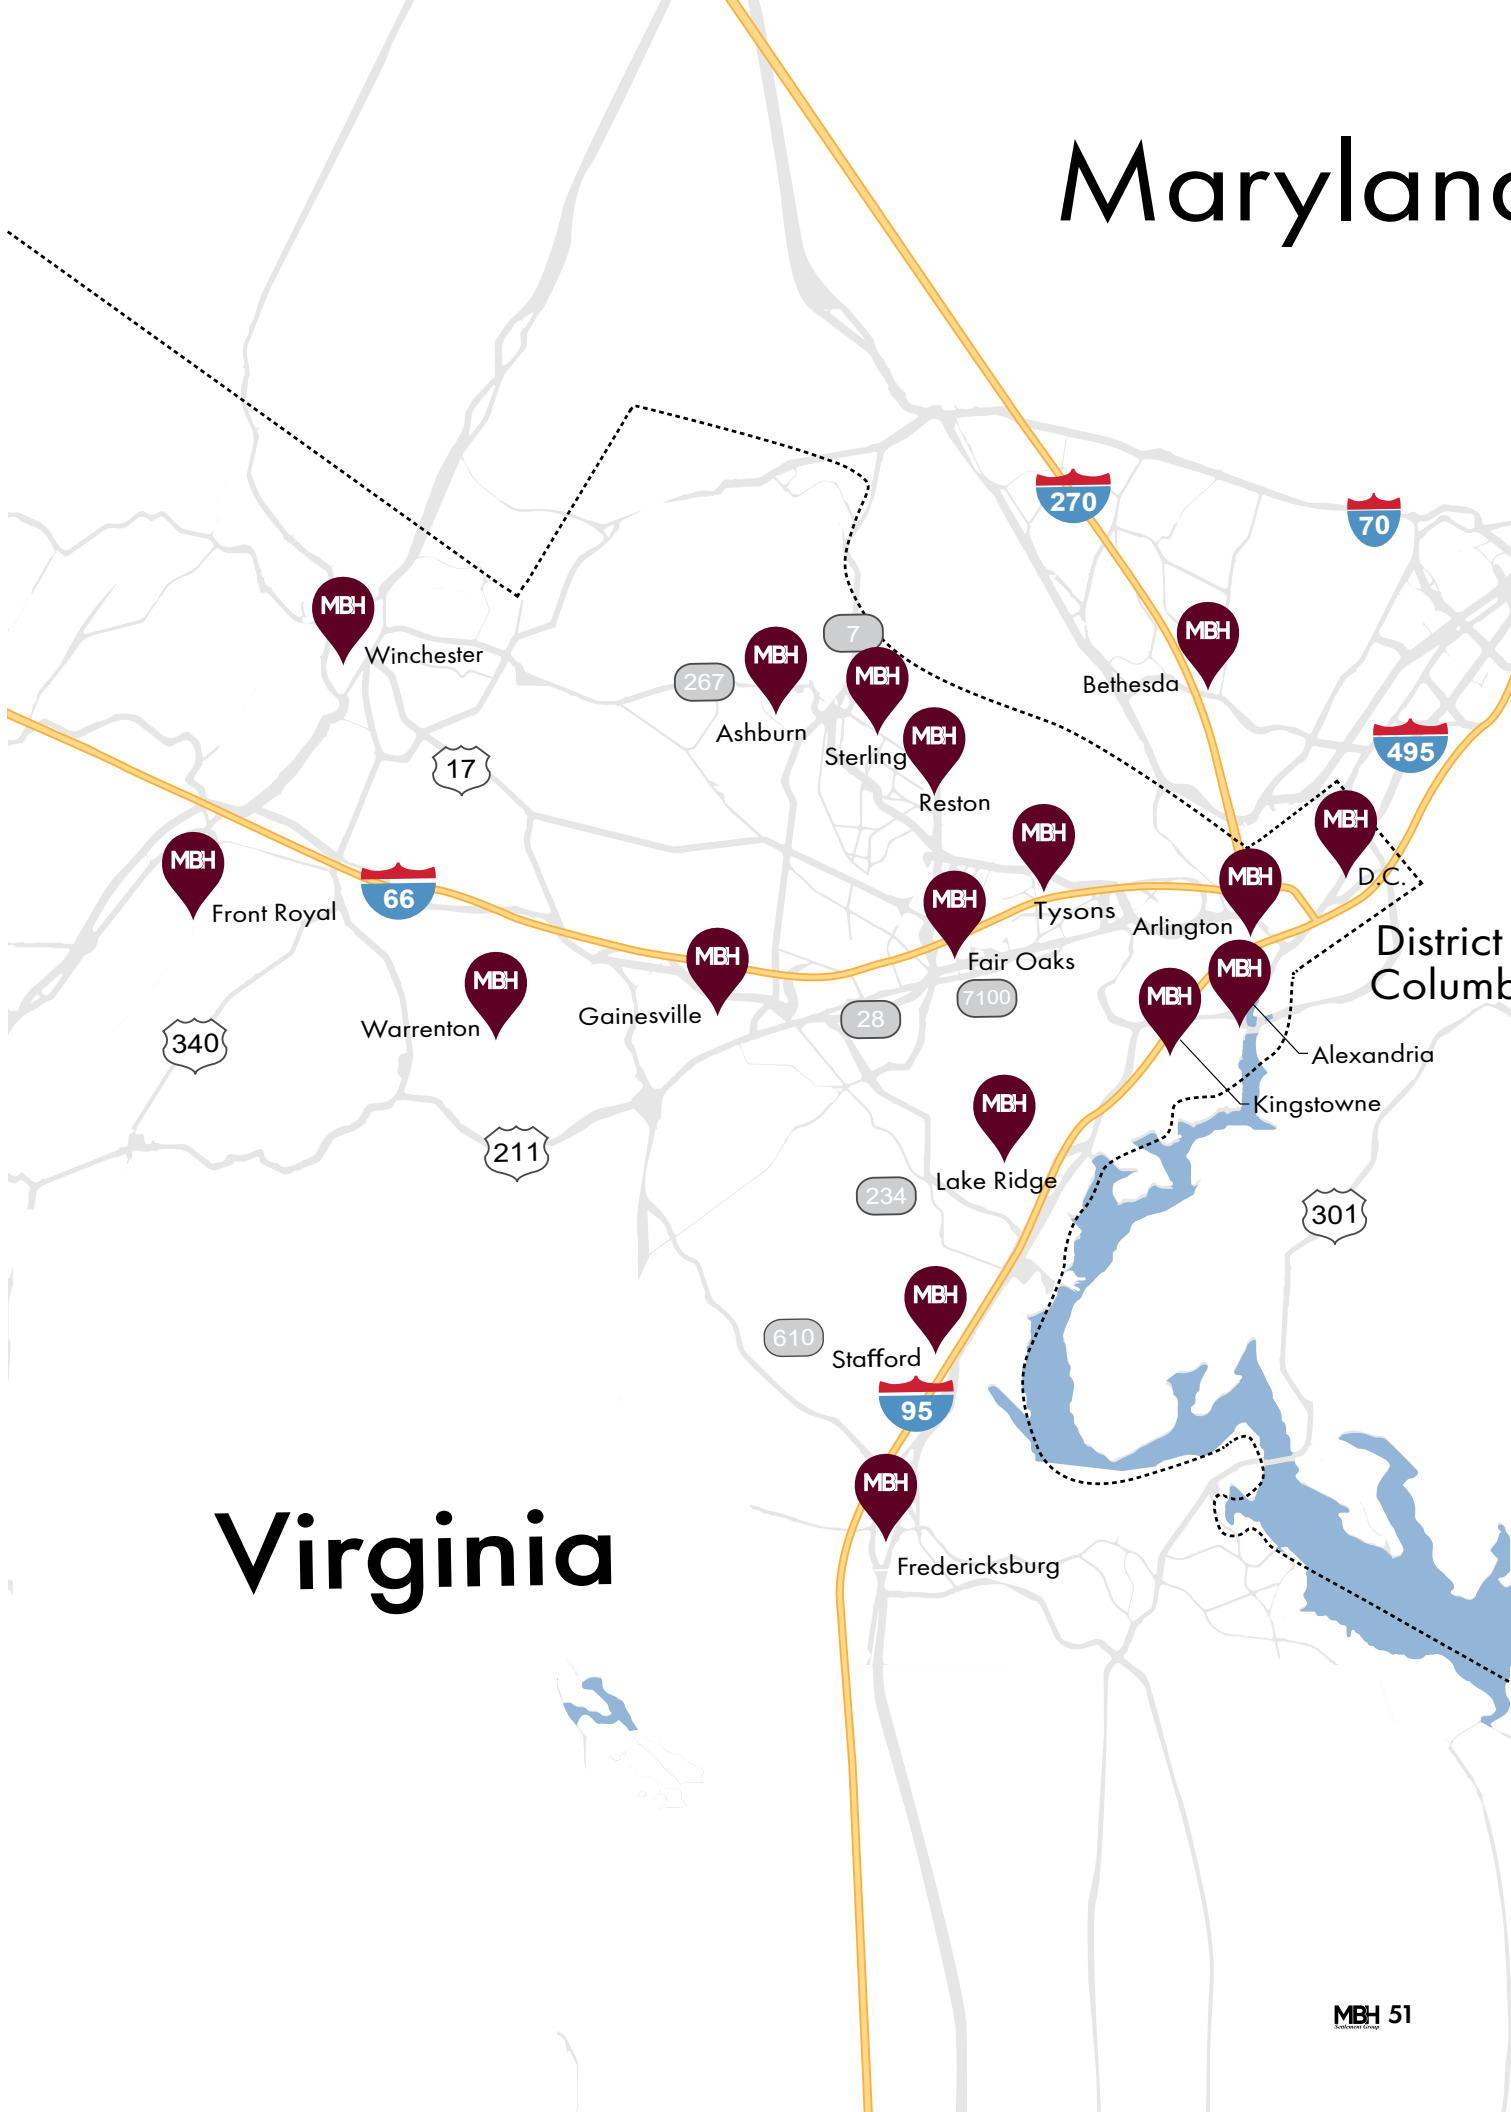 Marylan
270
70
MBH
Winchester
7
MBH
Bethesda
267
MBH
Ashburn
MBH
Sterling
MBH
Reston
495
17
MBH
Front Royal
66
MBH
Tysons
MBH
D.C.
MBH
Arlington
MBH
Fair Oaks
District
Columb
MBH
Gainesville
MBH
Warrenton
7100
28
MBH
Alexandria
MBH
Kingstowne
340
211
MBH
Lake Ridge
234
301
MBH
Stafford
610
95
MBH
Fredericksburg
Virginia
MBH 51
Settlement Group